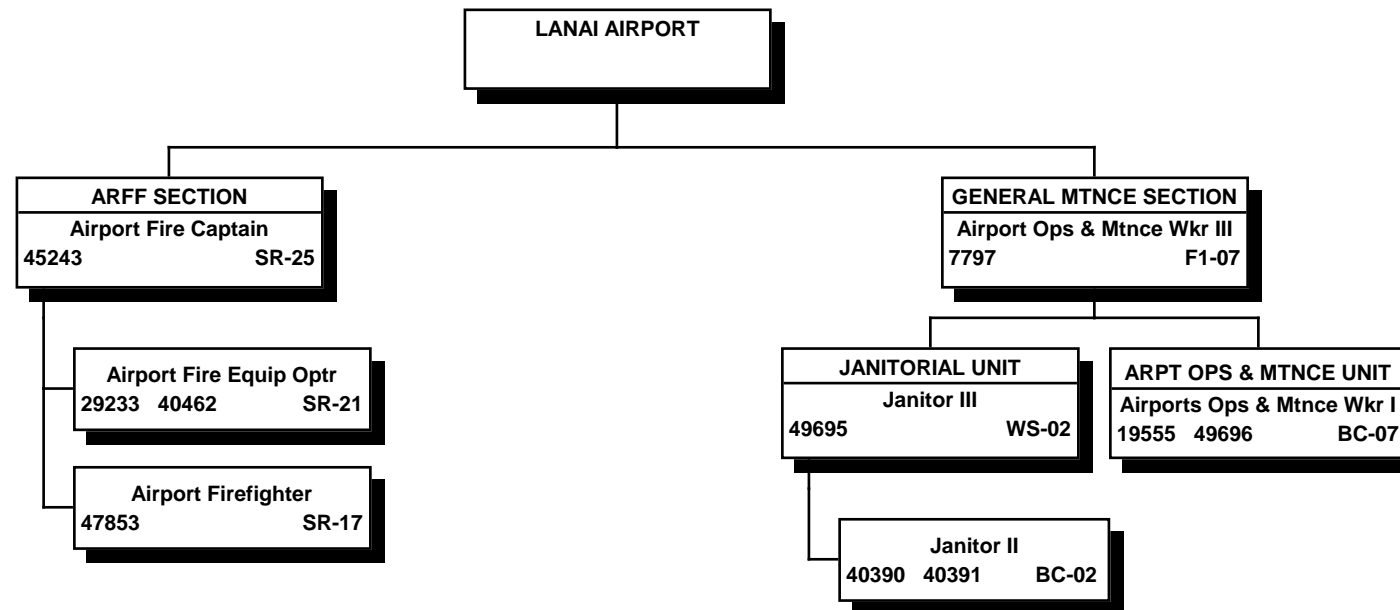 LANAI AIRPORT
ARFF SECTION
Airport Fire Captain
45243 SR-25
GENERAL MTNCE SECTION
Airport Ops & Mtnce Wkr III
7797 F1-07
Airport Fire Equip Optr
29233 40462 SR-21
Airport Firefighter
47853 SR-17
JANITORIAL UNIT
Janitor III
49695 WS-02
ARPT OPS & MTNCE UNIT
Airports Ops & Mtnce Wkr I
19555 49696 BC-07
Janitor II
40390 40391 BC-02